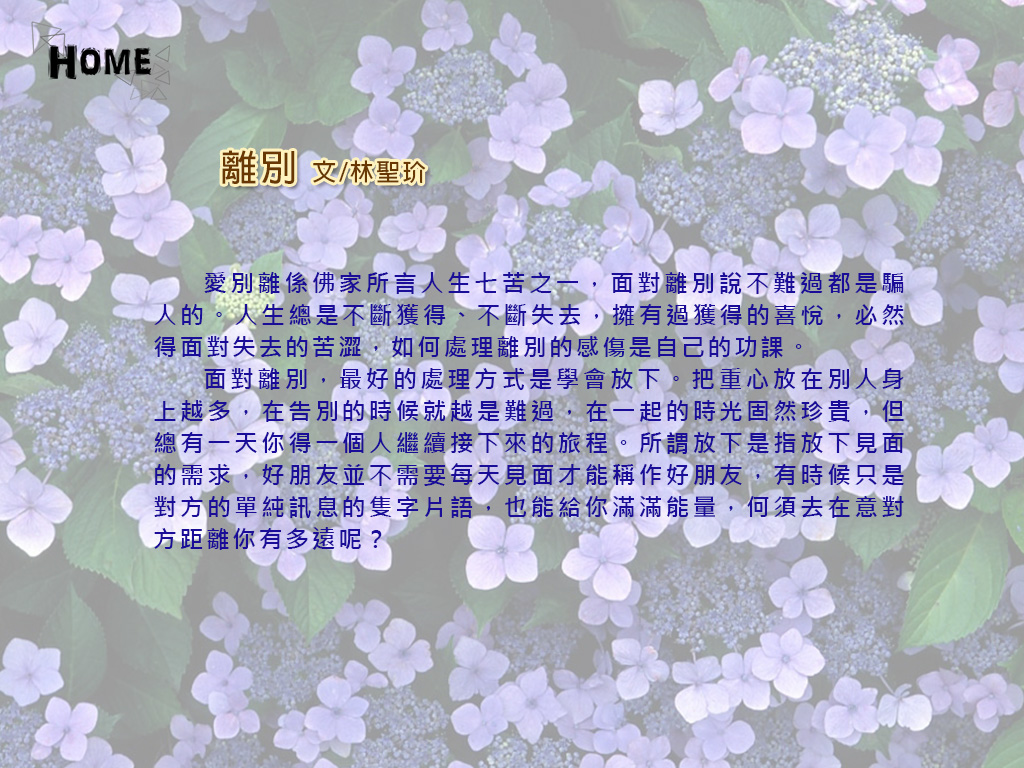 HOME
離別 文/林聖玠
愛別離係佛家所言人生七苦之一，面對離別說不難過都是騙
人的。人生總是不斷獲得、不斷失去，擁有過獲得的喜悅，必然
得面對失去的苦澀，如何處理離別的感傷是自己的功課。
面對離別，最好的處理方式是學會放下。把重心放在別人身
上越多，在告別的時候就越是難過，在一起的時光固然珍貴，但
總有一天你得一個人繼續接下來的旅程。所謂放下是指放下見面
的需求，好朋友並不需要每天見面才能稱作好朋友，有時候只是
對方的單純訊息的隻字片語，也能給你滿滿能量，何須去在意對
方距離你有多遠呢？